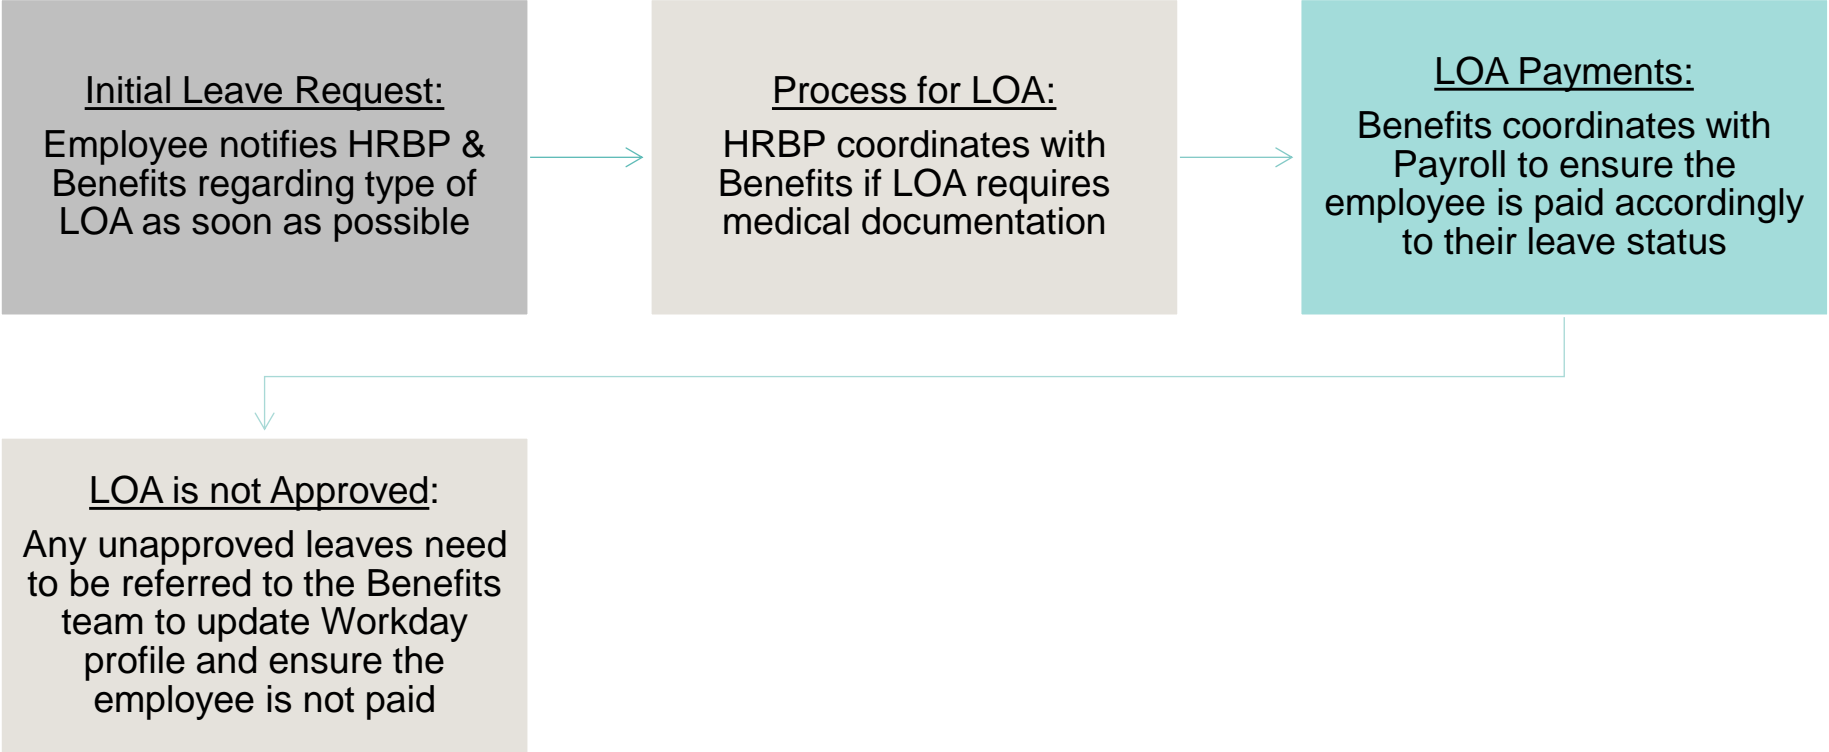 Initial Leave Request:
Employee notifies HRBP &
Benefits regarding type of
LOA as soon as possible
Process for LOA:
HRBP coordinates with
Benefits if LOA requires
medical documentation
LOA Payments:
Benefits coordinates with
Payroll to ensure the
employee is paid accordingly
to their leave status
LOA is not Approved:
Any unapproved leaves need
to be referred to the Benefits
team to update Workday
profile and ensure the
employee is not paid